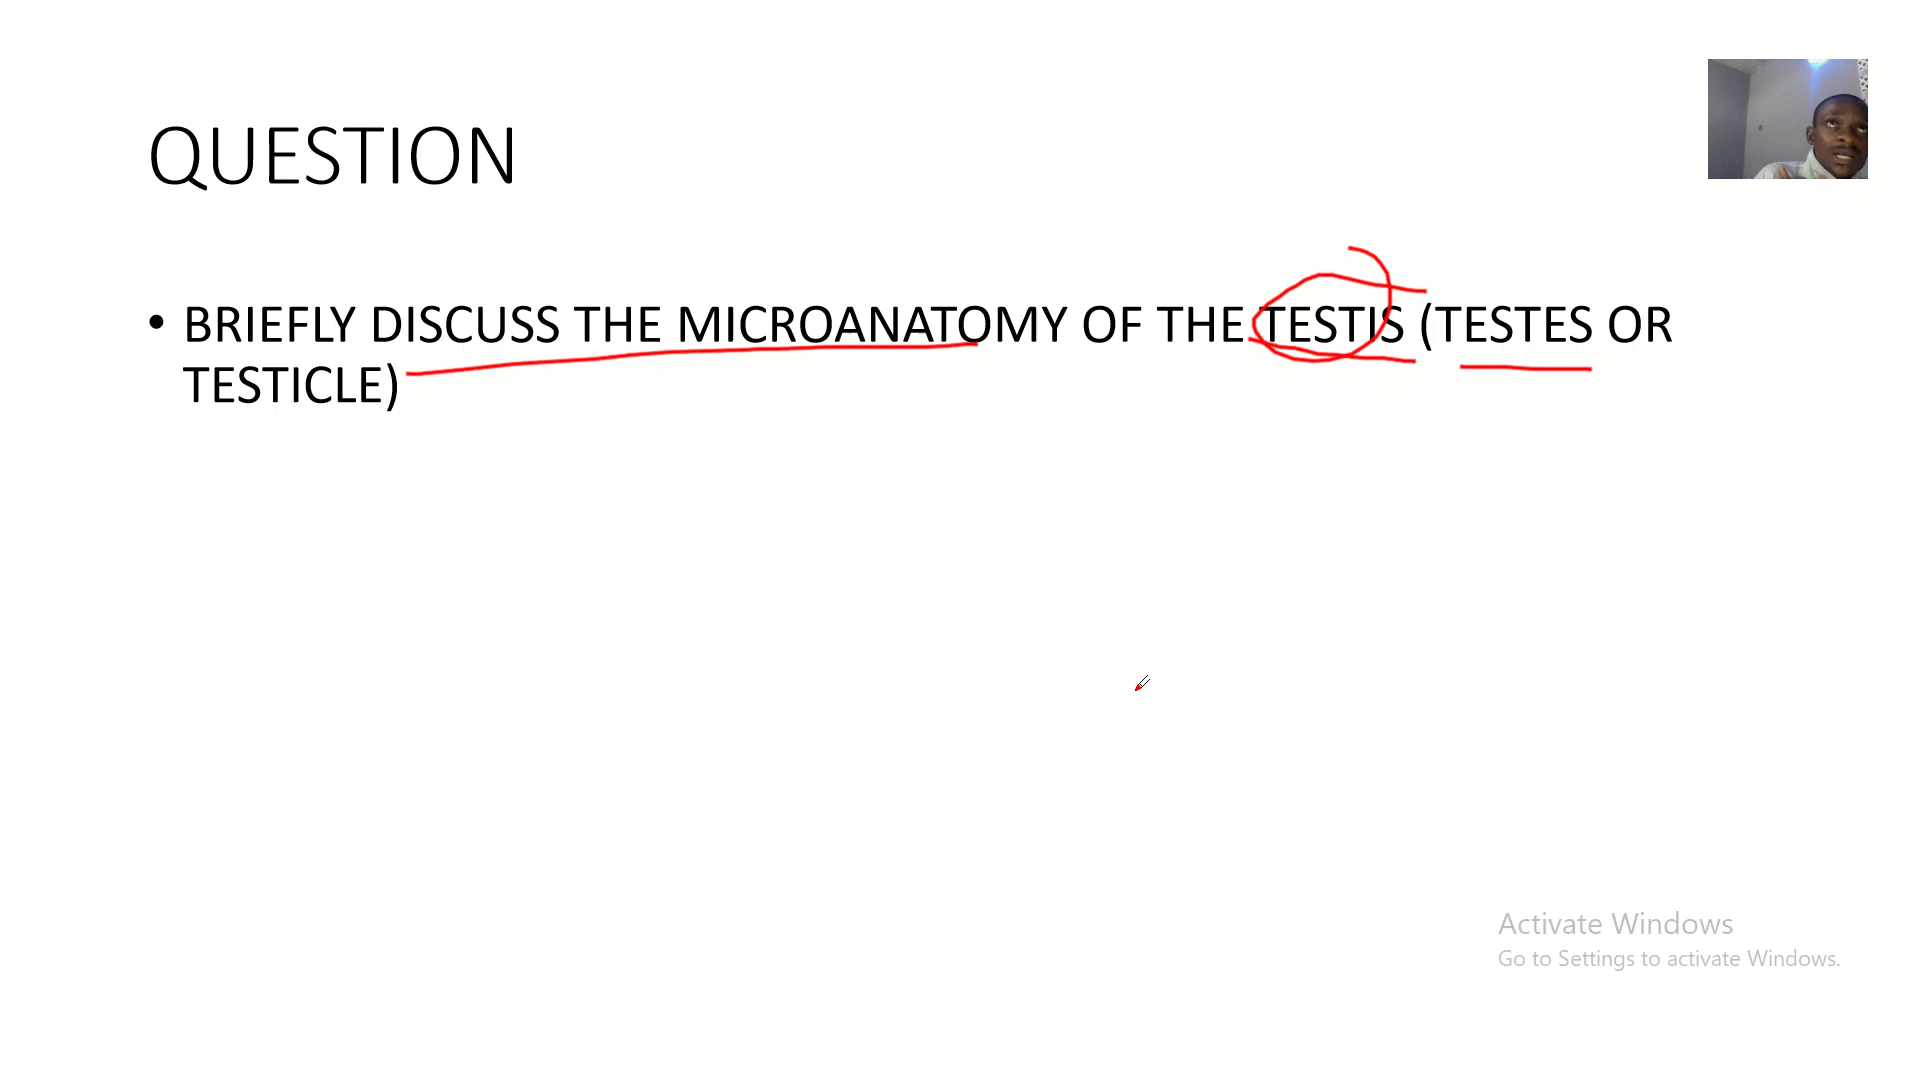 QUESTION
• BRIEFLY DISCUSS THE MICROANATOMY OF THE TESTIS (TESTES OR
TESTICLE)
Activate Windows
Go to Settings to activate Windows.